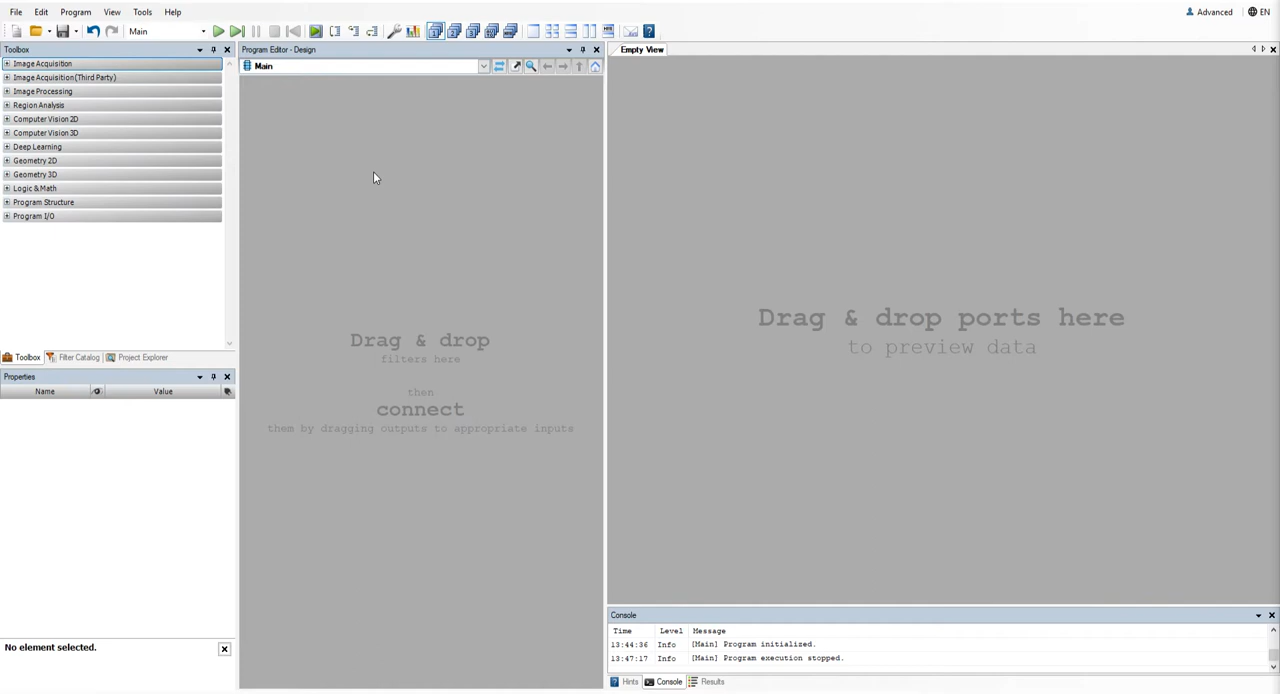 File Edit Program View Tools Help
Advanced EN
Main
Toolbox
Image Acquisition
Image Acquisition(Third Party)
Image Processing
Region Analysis
Computer Vision 2D
Computer Vision 3D
Deep Learning
Geometry 2D
Geometry 3D
Logic & Math
Program Structure
Program I/O
Toolbox Filter Catalog Project Explorer
Properties
Name Value
No element selected.
Program Editor - Design
Main
Drag & drop
filters here
then
connect
them by dragging outputs to appropriate inputs
Empty View
Drag & drop ports here
to preview data
Console
Time Level Message
13:44:36 Info [Main] Program initialized.
13:47:17 Info [Main] Program execution stopped.
Hints Console Results